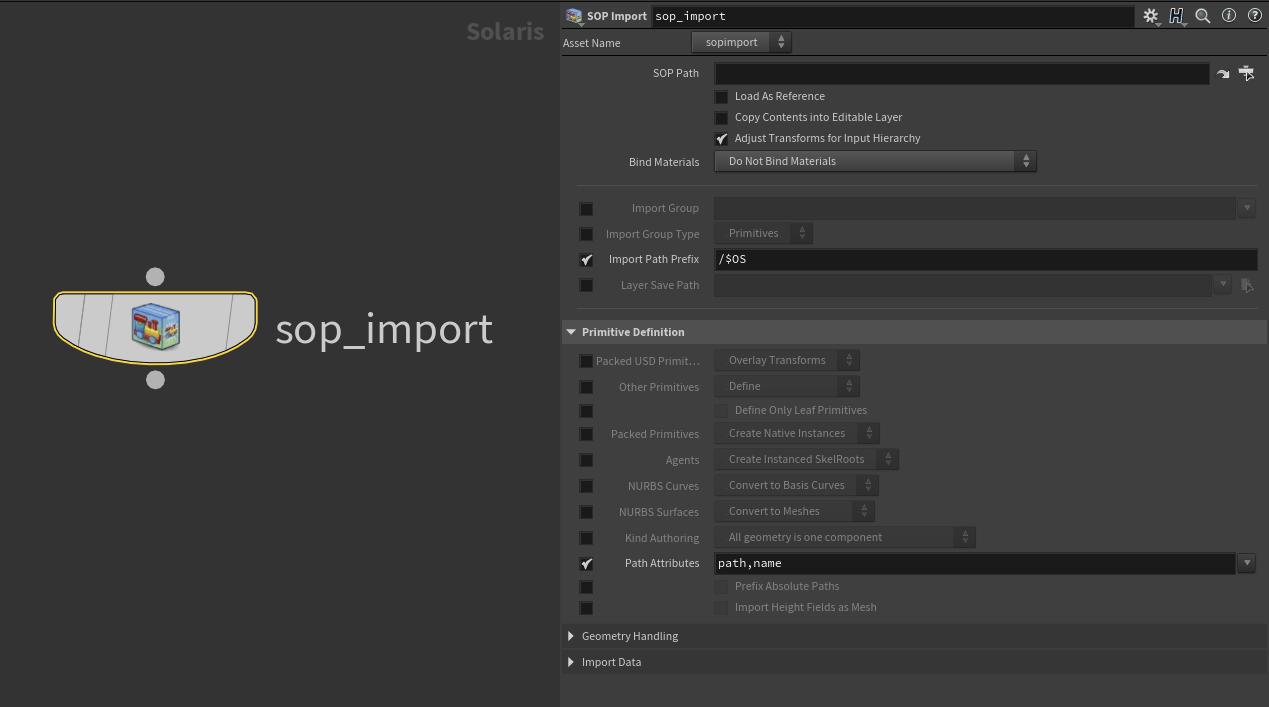 Solaris
sop_import
SOP Import sop_import
Asset Name sopimport
SOP Path
Load As Reference
Copy Contents into Editable Layer
Adjust Transforms for Input Hierarchy
Bind Materials Do Not Bind Materials
Import Group
Import Group Type Primitives
Import Path Prefix /$OS
Layer Save Path
Primitive Definition
Packed USD Primit... Overlay Transforms
Other Primitives Define
Define Only Leaf Primitives
Packed Primitives Create Native Instances
Agents Create Instanced SkelRoots
NURBS Curves Convert to Basis Curves
NURBS Surfaces Convert to Meshes
Kind Authoring All geometry is one component
Path Attributes path,name
Prefix Absolute Paths
Import Height Fields as Mesh
Geometry Handling
Import Data